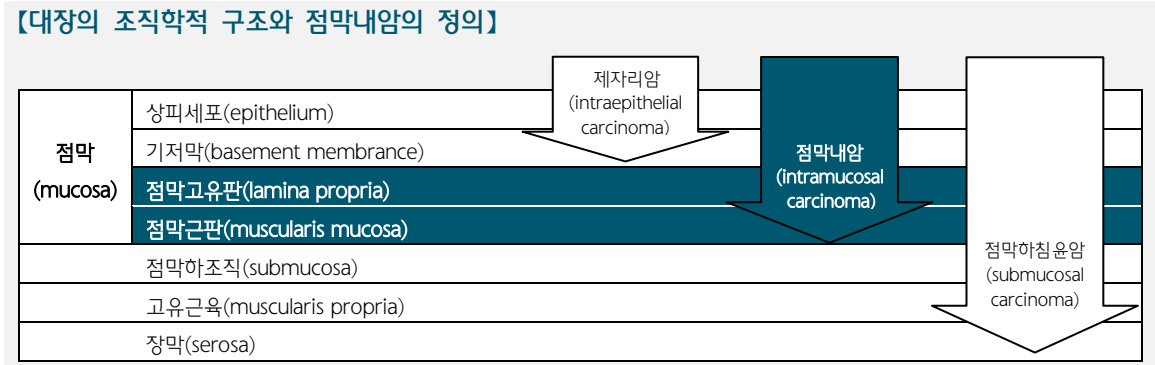 【대장의 조직학적 구조와 점막내암의 정의】
제자리암
(intraepithelial
carcinoma)
점막
(mucosa)
상피세포(epithelium)
기저막(basement membrance)
점막고유판(lamina propria)
점막근판(muscularis mucosa)
점막내암
(intramucosal
carcinoma)
점막하조직(submucosa)
고유근육(muscularis propria)
장막(serosa)
점막하침윤암
(submucosal
carcinoma)